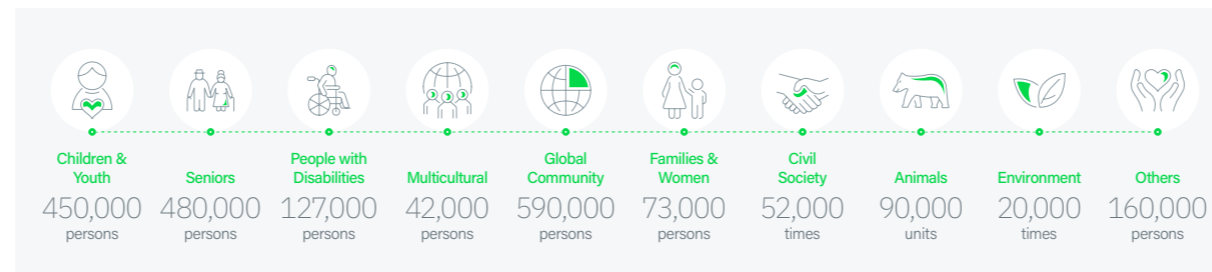 Children &
Youth
450,000
persons
Seniors
480,000
persons
People with
Disabilities
127,000
persons
Multicultural
42,000
persons
Global
Community
590,000
persons
Families &
Women
73,000
persons
Civil
Society
52,000
times
Animals
90,000
units
Environment
20,000
times
Others
160,000
persons